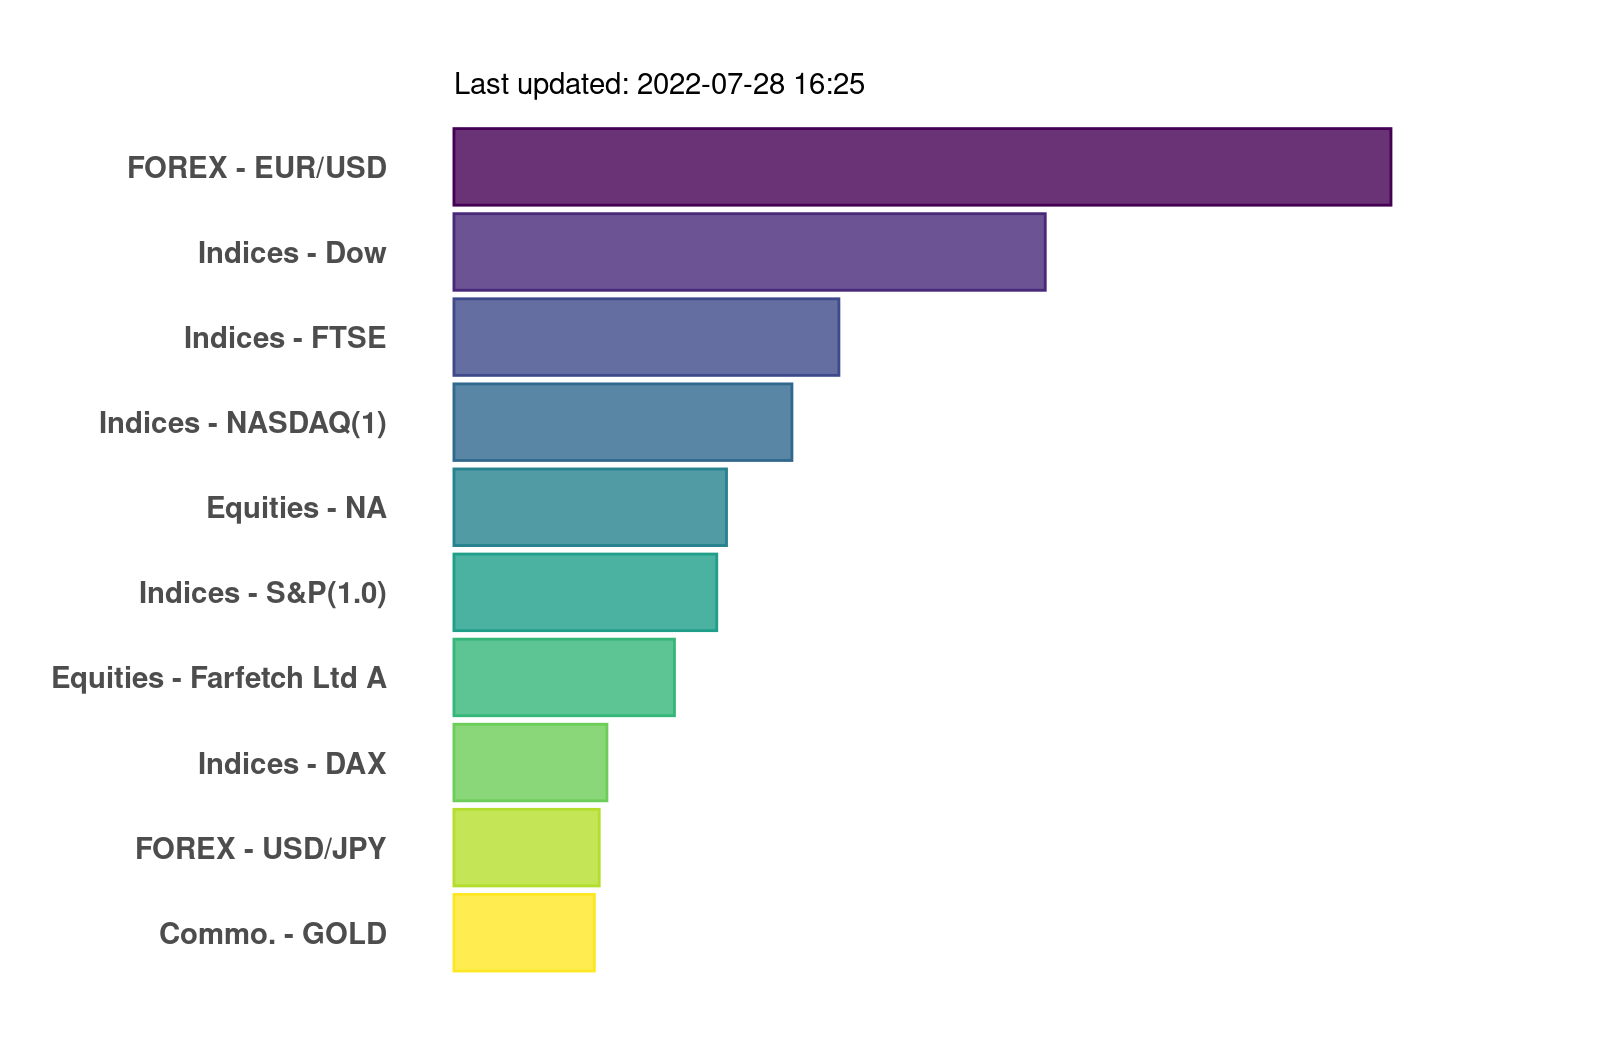 Last updated: 2022-07-28 16:25
FOREX - EUR/USD
Indices - Dow
Indices - FTSE
Indices - NASDAQ(1)
Equities - NA
Indices - S&P(1.0)
Equities - Farfetch Ltd A
Indices - DAX
FOREX - USD/JPY
Commo. - GOLD